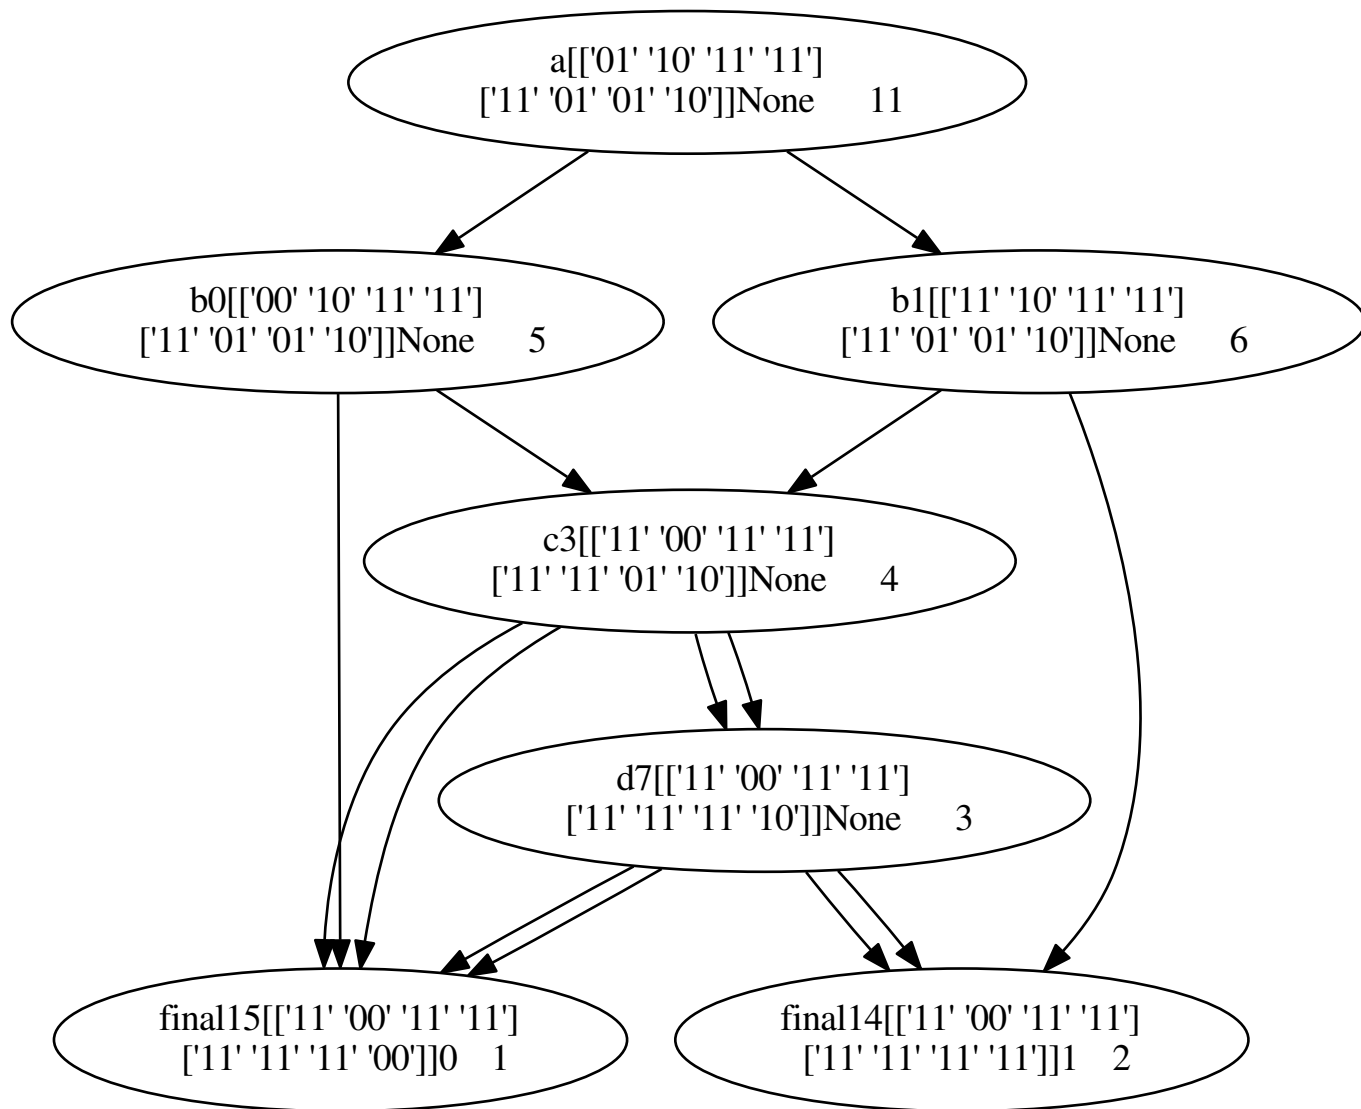 a[['01' '10' '11' '11']
['11' '01' '01' '10']]None 11
b0[['00' '10' '11' '11']
['11' '01' '01' '10']]None 5
b1[['11' '10' '11' '11']
['11' '01' '01' '10']]None 6
c3[['11' '00' '11' '11']
['11' '11' '01' '10']]None 4
d7[['11' '00' '11' '11']
['11' '11' '11' '10']]None 3
final15[['11' '00' '11' '11']
['11' '11' '11' '00']]0 1
final14[['11' '00' '11' '11']
['11' '11' '11' '11']]1 2